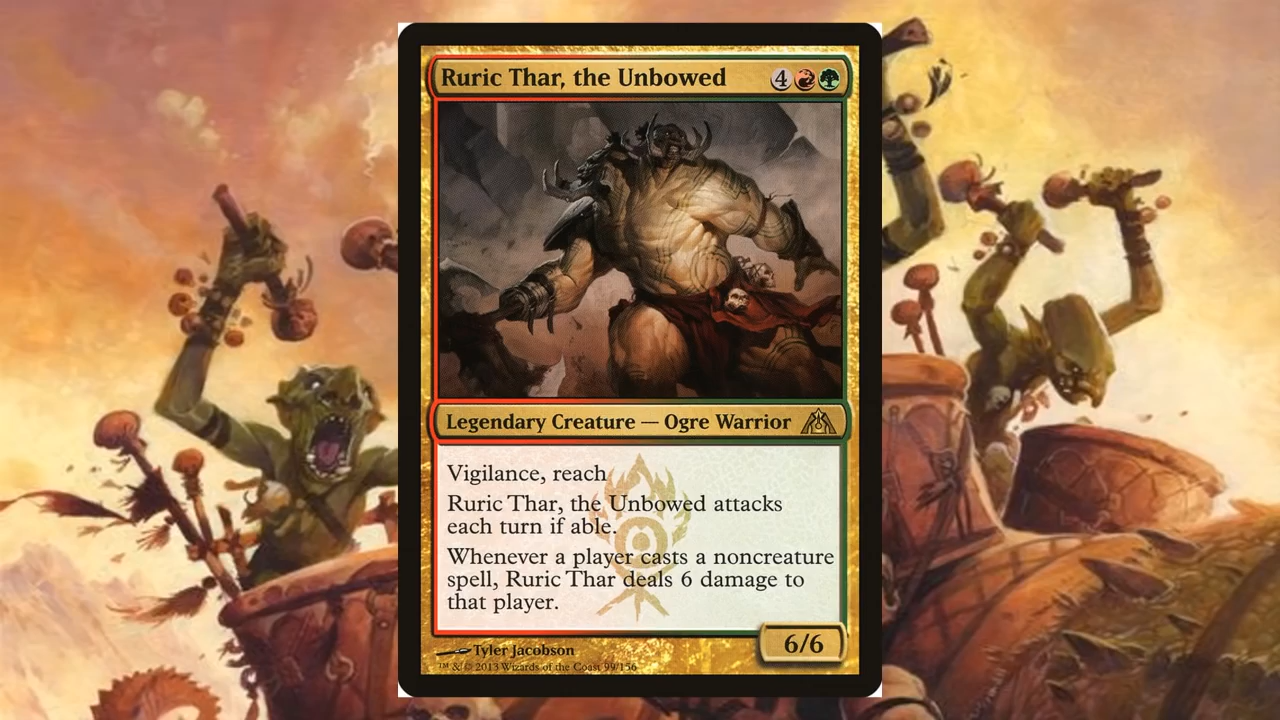 Ruric Thar, the Unbowed 4
Legendary Creature — Ogre Warrior
Vigilance, reach
Ruric Thar, the Unbowed attacks
each turn if able.
Whenever a player casts a noncreature
spell, Ruric Thar deals 6 damage to
that player.
6/6
Tyler Jacobson
™ & © 2013 Wizards of the Coast 99/156